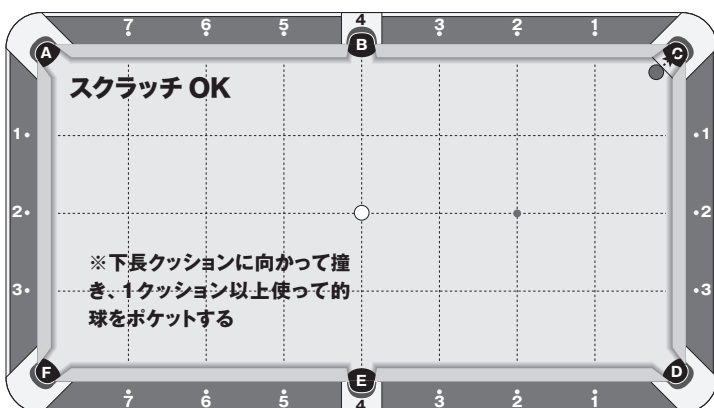 7 6 5 4 3 2 1
A B C
スクラッチ OK
1 1
2 2
※下長クッションに向かって撞
3 き、1クッション以上使って的 3
球をポケットする
F E D
7 6 5 4 3 2 1